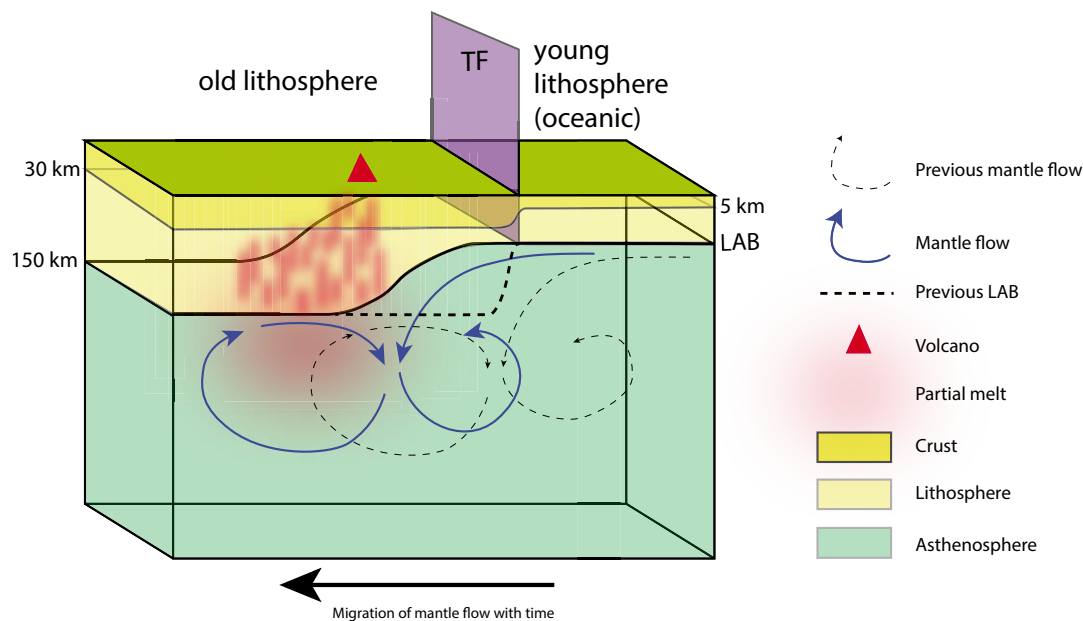 TF
young
lithosphere
(oceanic)
old lithosphere
30 km
150 km
5 km
LAB
Previous mantle flow
Mantle flow
Previous LAB
Volcano
Partial melt
Crust
Lithosphere
Asthenosphere
Migration of mantle flow with time